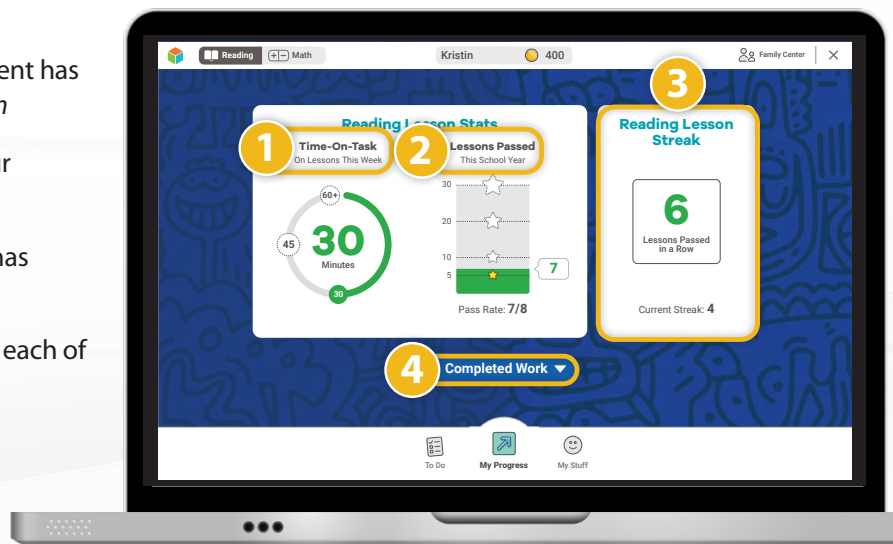 ent has
n
ur
has
each of
Reading
Math
Kristin
400
Family Center
3
Reading Lesson Stats
1
Time-On-Task
On Lessons This Week
2
Lessons Passed
This School Year
60+
45
30
Minutes
30
30
20
10
5
7
Pass Rate: 7/8
Reading Lesson
Streak
6
Lessons Passed
in a Row
Current Streak: 4
4
Completed Work
To Do
My Progress
My Stuff